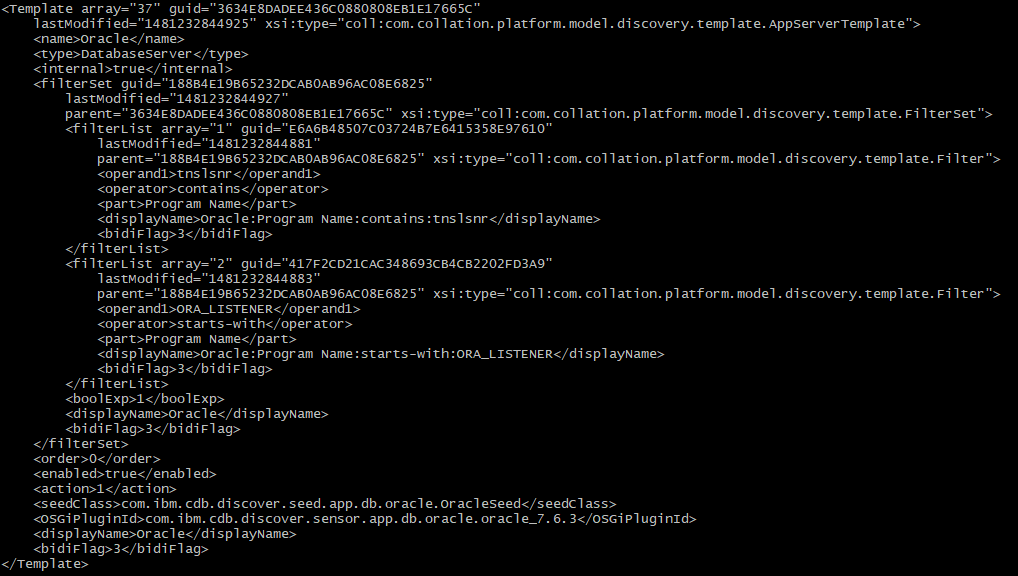 <Template array="37" guid="3634E8DADEE436C0880808EB1E17665C"
lastModified="1481232844925" xsi:type="coll:com.collation.platform.model.discovery.template.AppServerTemplate">
<name>Oracle</name>
<type>DatabaseServer</type>
<internal>true</internal>
<filterSet guid="188B4E19B65232DCAB0AB96AC08E6825"
lastModified="1481232844927"
parent="3634E8DADEE436C0880808EB1E17665C" xsi:type="coll:com.collation.platform.model.discovery.template.FilterSet">
<filterList array="1" guid="E6A6B48507C03724B7E6415358E97610"
lastModified="1481232844881"
parent="188B4E19B65232DCAB0AB96AC08E6825" xsi:type="coll:com.collation.platform.model.discovery.template.Filter">
<operand1>tnslsnr</operand1>
<operator>contains</operator>
<part>Program Name</part>
<displayName>Oracle:Program Name:contains:tnslsnr</displayName>
<bidiFlag>3</bidiFlag>
</filterList>
<filterList array="2" guid="417F2CD21CAC348693CB4CB2202FD3A9"
lastModified="1481232844883"
parent="188B4E19B65232DCAB0AB96AC08E6825" xsi:type="coll:com.collation.platform.model.discovery.template.Filter">
<operand1>ORA_LISTENER</operand1>
<operator>starts-with</operator>
<part>Program Name</part>
<displayName>Oracle:Program Name:starts-with:ORA_LISTENER</displayName>
<bidiFlag>3</bidiFlag>
</filterList>
<boolExp>1</boolExp>
<displayName>Oracle</displayName>
<bidiFlag>3</bidiFlag>
</filterSet>
<order>0</order>
<enabled>true</enabled>
<action>1</action>
<seedClass>com.ibm.cdb.discover.seed.app.db.oracle.OracleSeed</seedClass>
<OSGiPluginId>com.ibm.cdb.discover.sensor.app.db.oracle.oracle_7.6.3</OSGiPluginId>
<displayName>Oracle</displayName>
<bidiFlag>3</bidiFlag>
</Template>